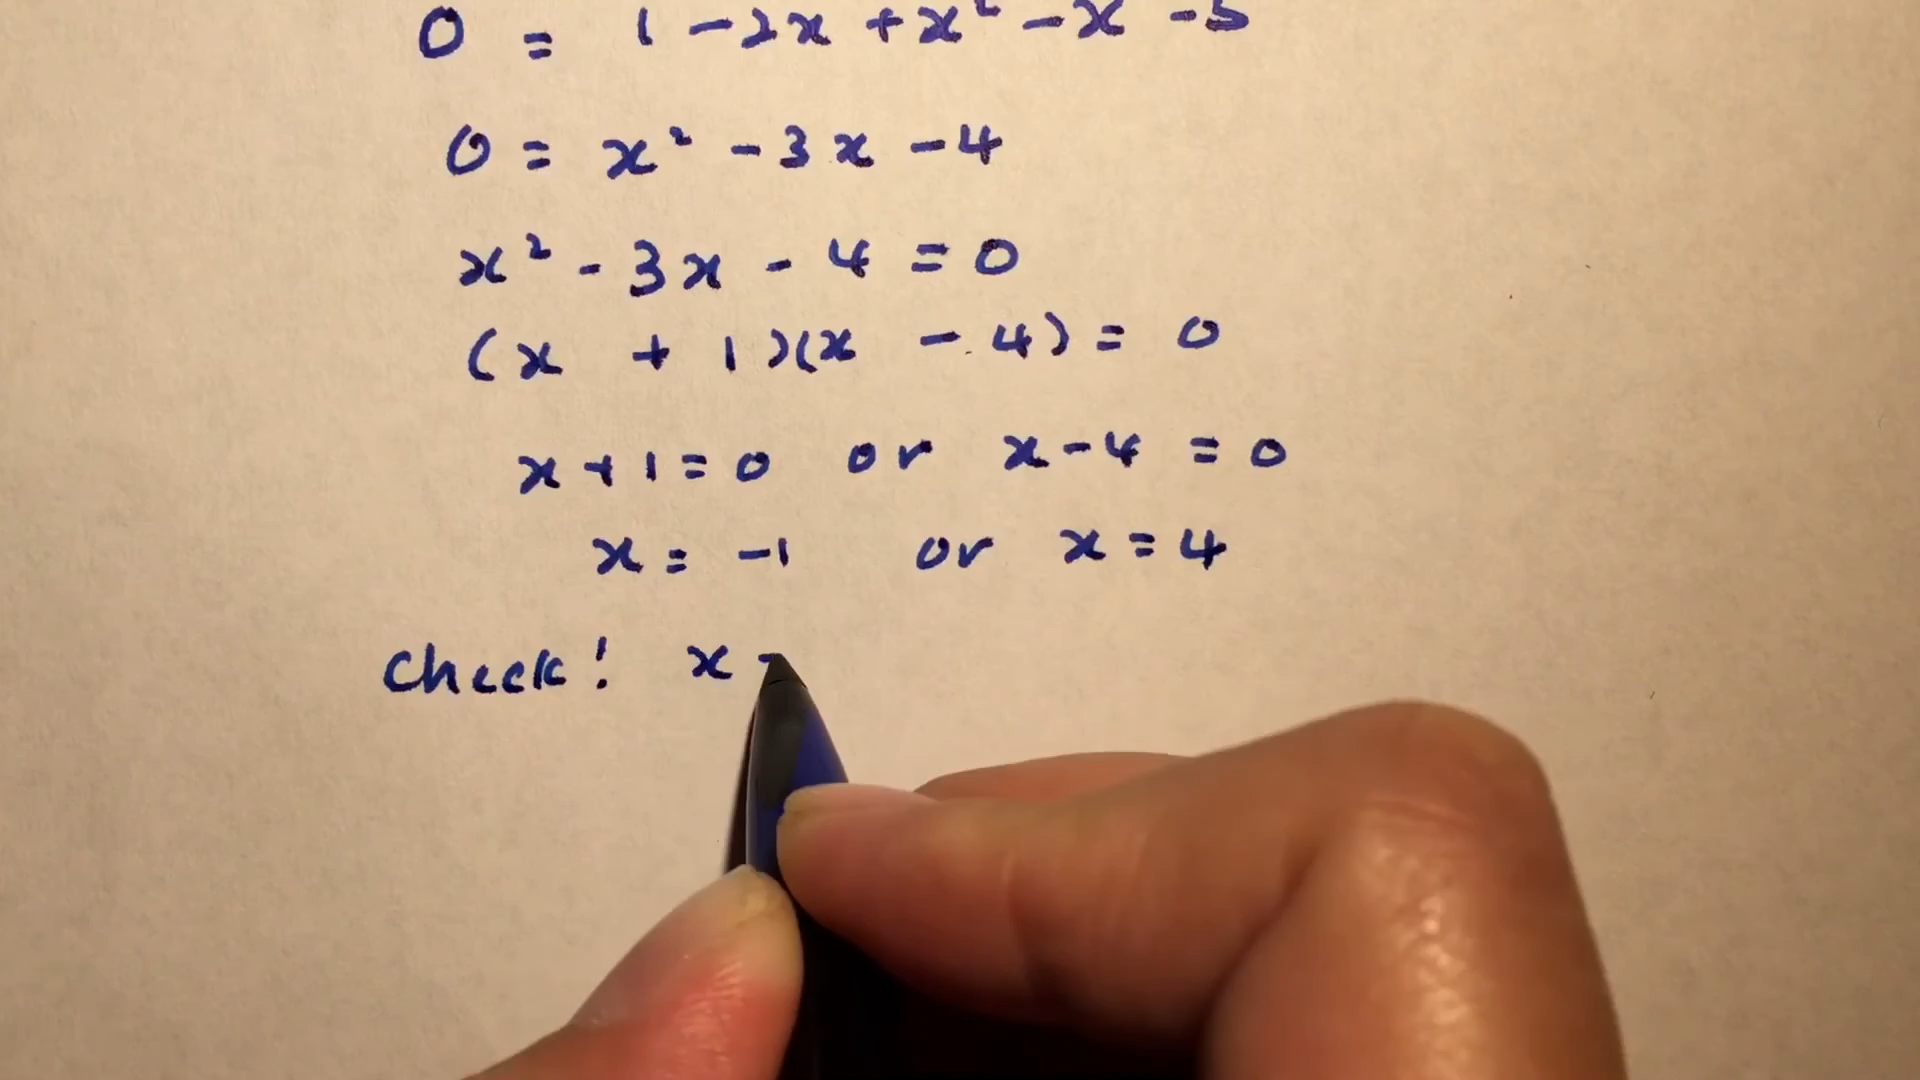 0 = 1 - 2x + x² - x - 5
0 = x² - 3x - 4
x² - 3x - 4 = 0
(x + 1)(x - 4) = 0
x + 1 = 0 or x - 4 = 0
x = -1 or x = 4
Check! x -